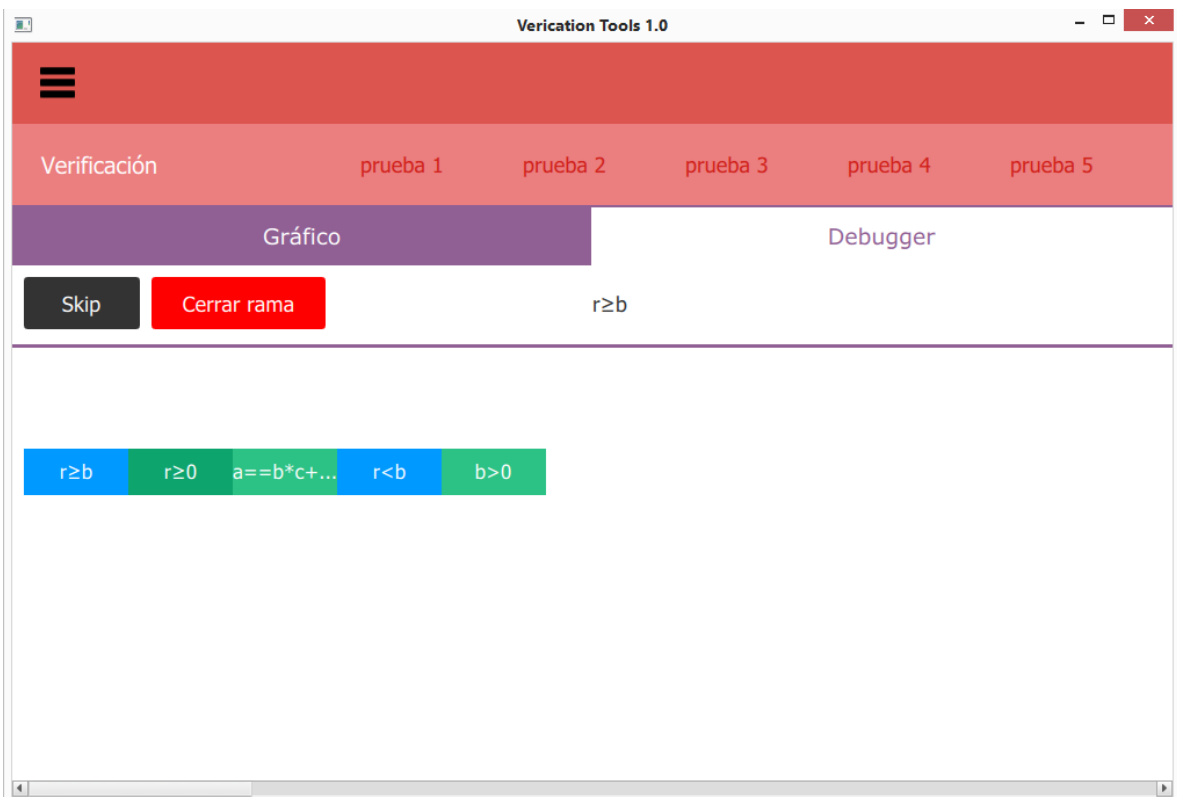 Verication Tools 1.0
Verificación prueba 1 prueba 2 prueba 3 prueba 4 prueba 5
Gráfico Debugger
Skip Cerrar rama r≥b
r≥b r≥0 a==b*c+... r<b b>0